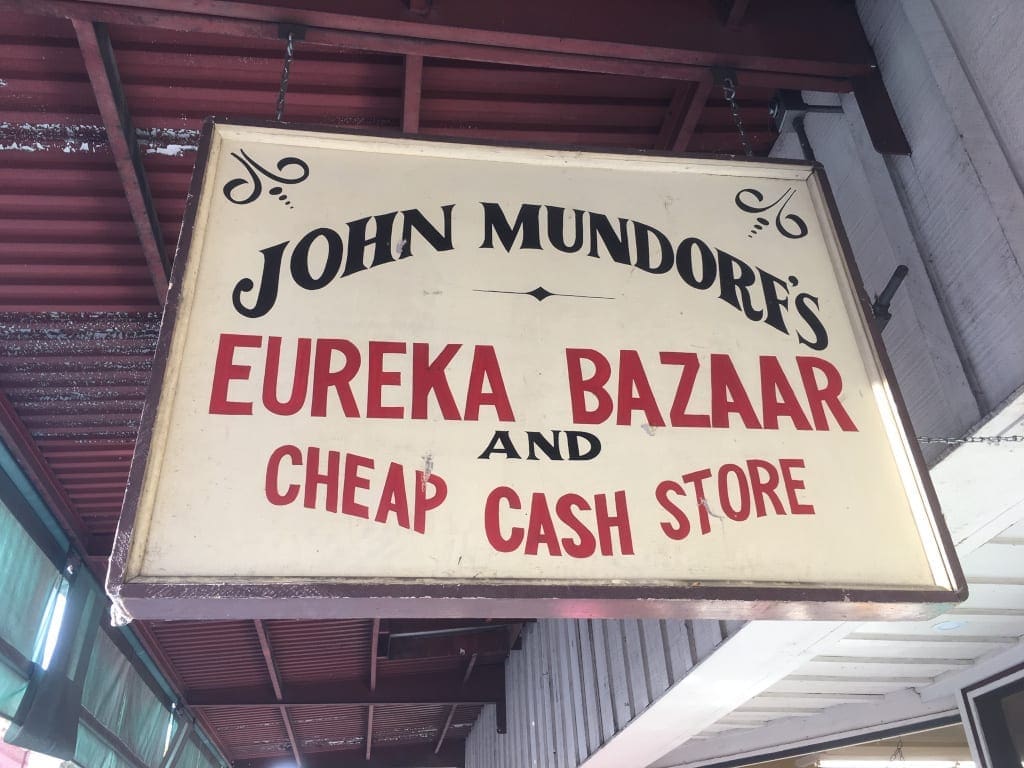 JOHN MUNDORF'S
EUREKA BAZAAR
AND
CHEAP CASH STORE